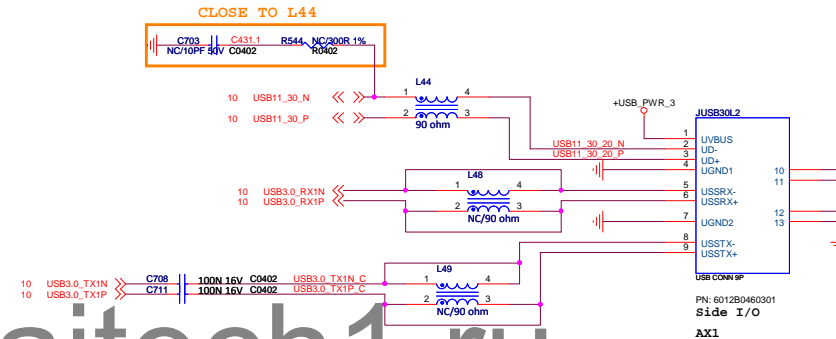 CLOSE TO L44
C703 C431.1 R544 NC/300R 1%
NC/10PF 50V C0402 R0402
L44
10 USB11_30_N 1 4
10 USB11_30_P 2 3
90 ohm
+USB_PWR_3
JUSB30L2
1 UVBUS
USB11_30_20_N 2 UD-
USB11_30_20_P 3 UD+
4 UGND1 10
11
L48
10 USB3.0_RX1N 1 4 5 USSRX-
10 USB3.0_RX1P 2 3 6 USSRX+
NC/90 ohm
12
7 UGND2 13
8 USSTX-
9 USSTX+
L49
10 USB3.0_TX1N C708 100N 16V C0402 USB3.0_TX1N_C 1 4
10 USB3.0_TX1P C711 100N 16V C0402 USB3.0_TX1P_C 2 3
NC/90 ohm
USB CONN 9P
PN: 6012B0460301
Side I/O
AX1